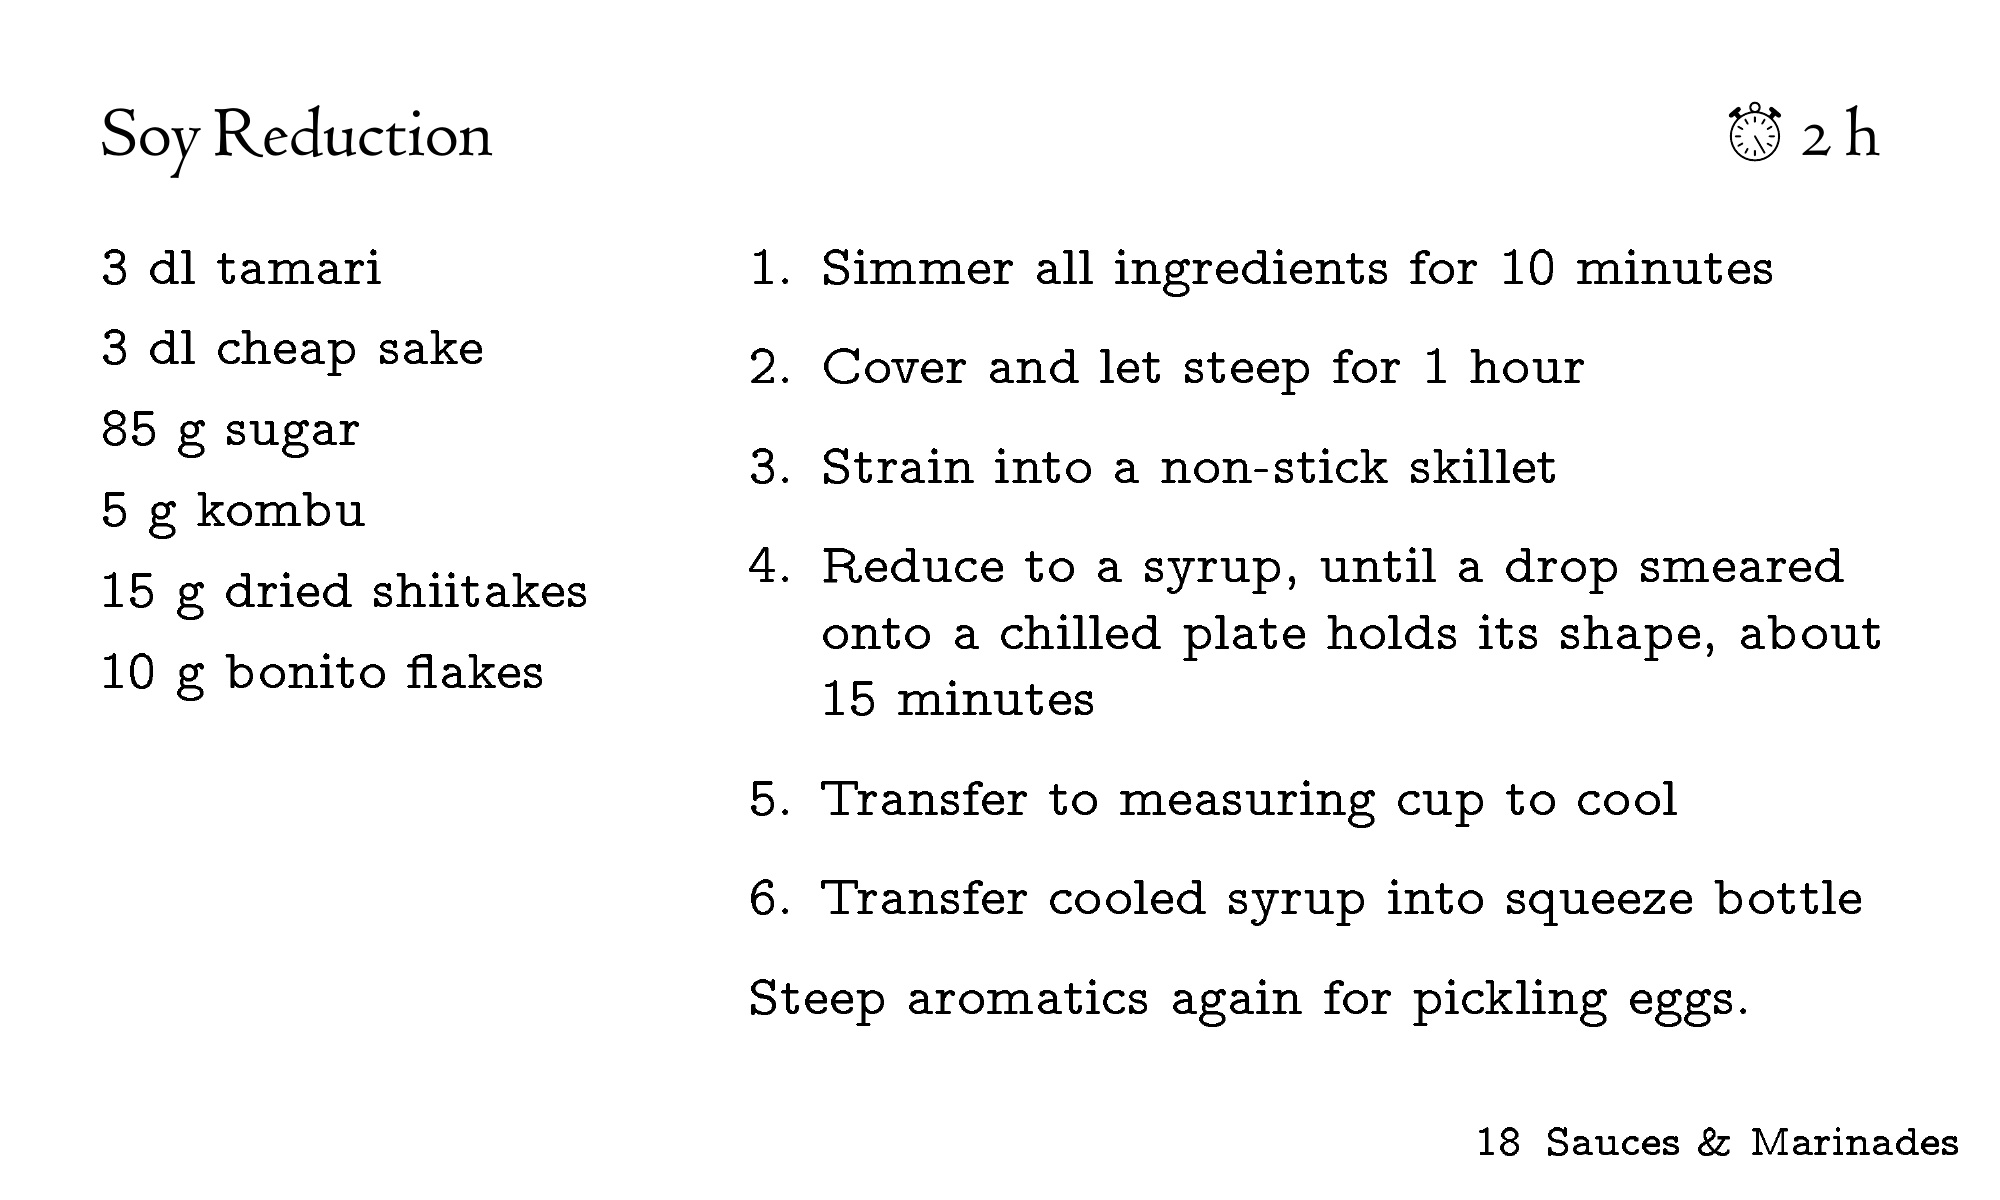 Soy Reduction
2 h
3 dl tamari
3 dl cheap sake
85 g sugar
5 g kombu
15 g dried shiitakes
10 g bonito flakes
1. Simmer all ingredients for 10 minutes
2. Cover and let steep for 1 hour
3. Strain into a non-stick skillet
4. Reduce to a syrup, until a drop smeared
onto a chilled plate holds its shape, about
15 minutes
5. Transfer to measuring cup to cool
6. Transfer cooled syrup into squeeze bottle
Steep aromatics again for pickling eggs.
18 Sauces & Marinades